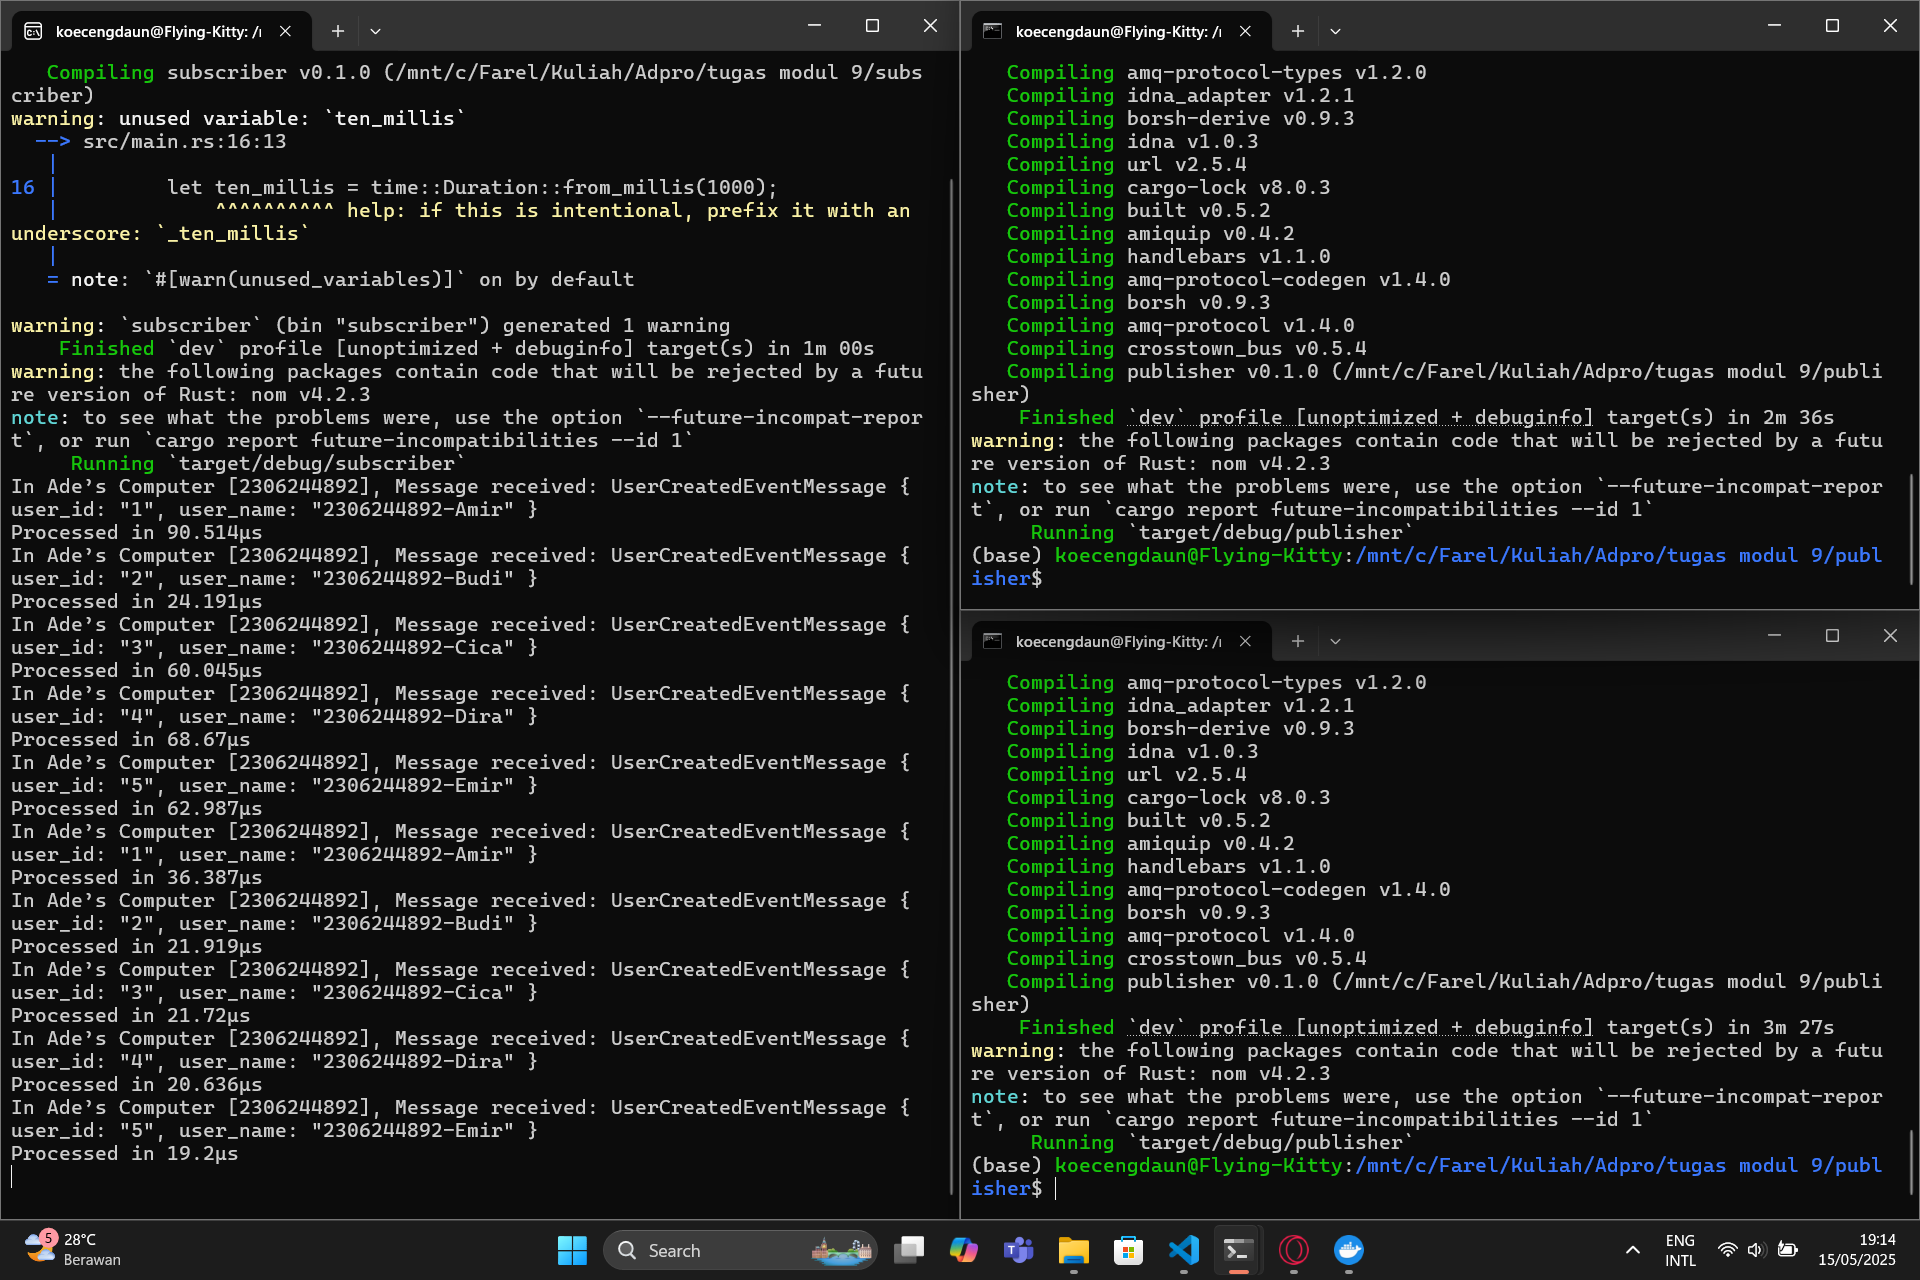 koecengdaun@Flying-Kitty: /r
Compiling subscriber v0.1.0 (/mnt/c/Farel/Kuliah/Adpro/tugas modul 9/subs
criber)
warning: unused variable: `ten_millis`
--> src/main.rs:16:13
|
16 |         let ten_millis = time::Duration::from_millis(1000);
|             ^^^^^^^^^^ help: if this is intentional, prefix it with an
underscore: `_ten_millis`
|
= note: `#[warn(unused_variables)]` on by default
warning: `subscriber` (bin "subscriber") generated 1 warning
Finished `dev` profile [unoptimized + debuginfo] target(s) in 1m 00s
warning: the following packages contain code that will be rejected by a futu
re version of Rust: nom v4.2.3
note: to see what the problems were, use the option `--future-incompat-repor
t`, or run `cargo report future-incompatibilities --id 1`
Running `target/debug/subscriber`
In Ade's Computer [2306244892], Message received: UserCreatedEventMessage {
user_id: "1", user_name: "2306244892-Amir" }
Processed in 90.514µs
In Ade's Computer [2306244892], Message received: UserCreatedEventMessage {
user_id: "2", user_name: "2306244892-Budi" }
Processed in 24.191µs
In Ade's Computer [2306244892], Message received: UserCreatedEventMessage {
user_id: "3", user_name: "2306244892-Cica" }
Processed in 60.045µs
In Ade's Computer [2306244892], Message received: UserCreatedEventMessage {
user_id: "4", user_name: "2306244892-Dira" }
Processed in 68.67µs
In Ade's Computer [2306244892], Message received: UserCreatedEventMessage {
user_id: "5", user_name: "2306244892-Emir" }
Processed in 62.987µs
In Ade's Computer [2306244892], Message received: UserCreatedEventMessage {
user_id: "1", user_name: "2306244892-Amir" }
Processed in 36.387µs
In Ade's Computer [2306244892], Message received: UserCreatedEventMessage {
user_id: "2", user_name: "2306244892-Budi" }
Processed in 21.919µs
In Ade's Computer [2306244892], Message received: UserCreatedEventMessage {
user_id: "3", user_name: "2306244892-Cica" }
Processed in 21.72µs
In Ade's Computer [2306244892], Message received: UserCreatedEventMessage {
user_id: "4", user_name: "2306244892-Dira" }
Processed in 20.636µs
In Ade's Computer [2306244892], Message received: UserCreatedEventMessage {
user_id: "5", user_name: "2306244892-Emir" }
Processed in 19.2µs
koecengdaun@Flying-Kitty: /r
Compiling amq-protocol-types v1.2.0
Compiling idna_adapter v1.2.1
Compiling borsh-derive v0.9.3
Compiling idna v1.0.3
Compiling url v2.5.4
Compiling cargo-lock v8.0.3
Compiling built v0.5.2
Compiling amiquip v0.4.2
Compiling handlebars v1.1.0
Compiling amq-protocol-codegen v1.4.0
Compiling borsh v0.9.3
Compiling amq-protocol v1.4.0
Compiling crosstown_bus v0.5.4
Compiling publisher v0.1.0 (/mnt/c/Farel/Kuliah/Adpro/tugas modul 9/publi
sher)
Finished `dev` profile [unoptimized + debuginfo] target(s) in 2m 36s
warning: the following packages contain code that will be rejected by a futu
re version of Rust: nom v4.2.3
note: to see what the problems were, use the option `--future-incompat-repor
t`, or run `cargo report future-incompatibilities --id 1`
Running `target/debug/publisher`
(base) koecengdaun@Flying-Kitty:/mnt/c/Farel/Kuliah/Adpro/tugas modul 9/publ
isher$
koecengdaun@Flying-Kitty: /r
Compiling amq-protocol-types v1.2.0
Compiling idna_adapter v1.2.1
Compiling borsh-derive v0.9.3
Compiling idna v1.0.3
Compiling url v2.5.4
Compiling cargo-lock v8.0.3
Compiling built v0.5.2
Compiling amiquip v0.4.2
Compiling handlebars v1.1.0
Compiling amq-protocol-codegen v1.4.0
Compiling borsh v0.9.3
Compiling amq-protocol v1.4.0
Compiling crosstown_bus v0.5.4
Compiling publisher v0.1.0 (/mnt/c/Farel/Kuliah/Adpro/tugas modul 9/publi
sher)
Finished `dev` profile [unoptimized + debuginfo] target(s) in 3m 27s
warning: the following packages contain code that will be rejected by a futu
re version of Rust: nom v4.2.3
note: to see what the problems were, use the option `--future-incompat-repor
t`, or run `cargo report future-incompatibilities --id 1`
Running `target/debug/publisher`
(base) koecengdaun@Flying-Kitty:/mnt/c/Farel/Kuliah/Adpro/tugas modul 9/publ
isher$
5
28°C
Berawan
Search
ENG
INTL
19:14
15/05/2025